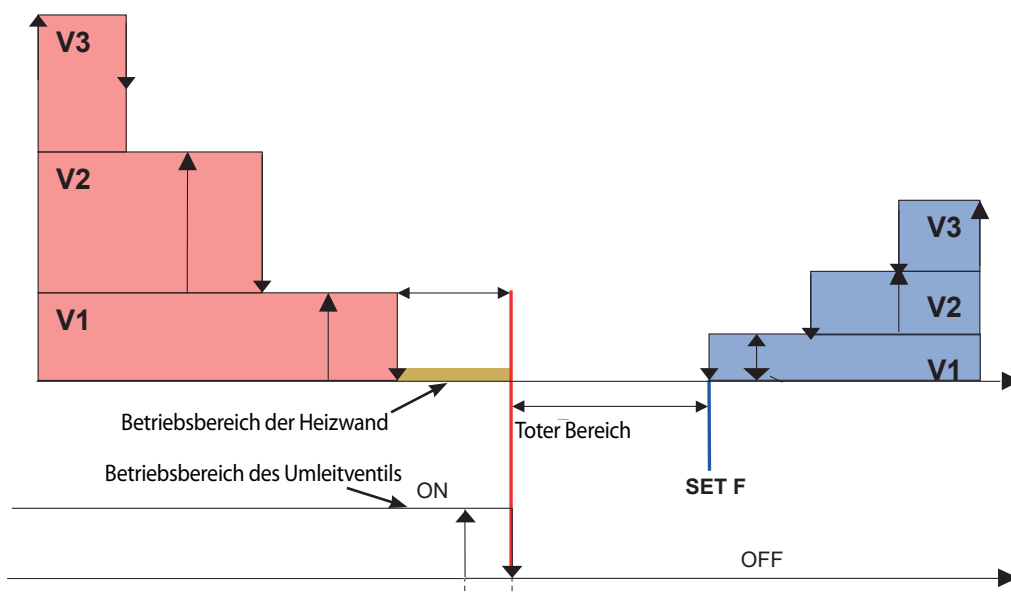 V3
V2
V1
V3
V2
V1
Betriebsbereich der Heizwand
Toter Bereich
Betriebsbereich des Umleitventils
ON
SET F
OFF